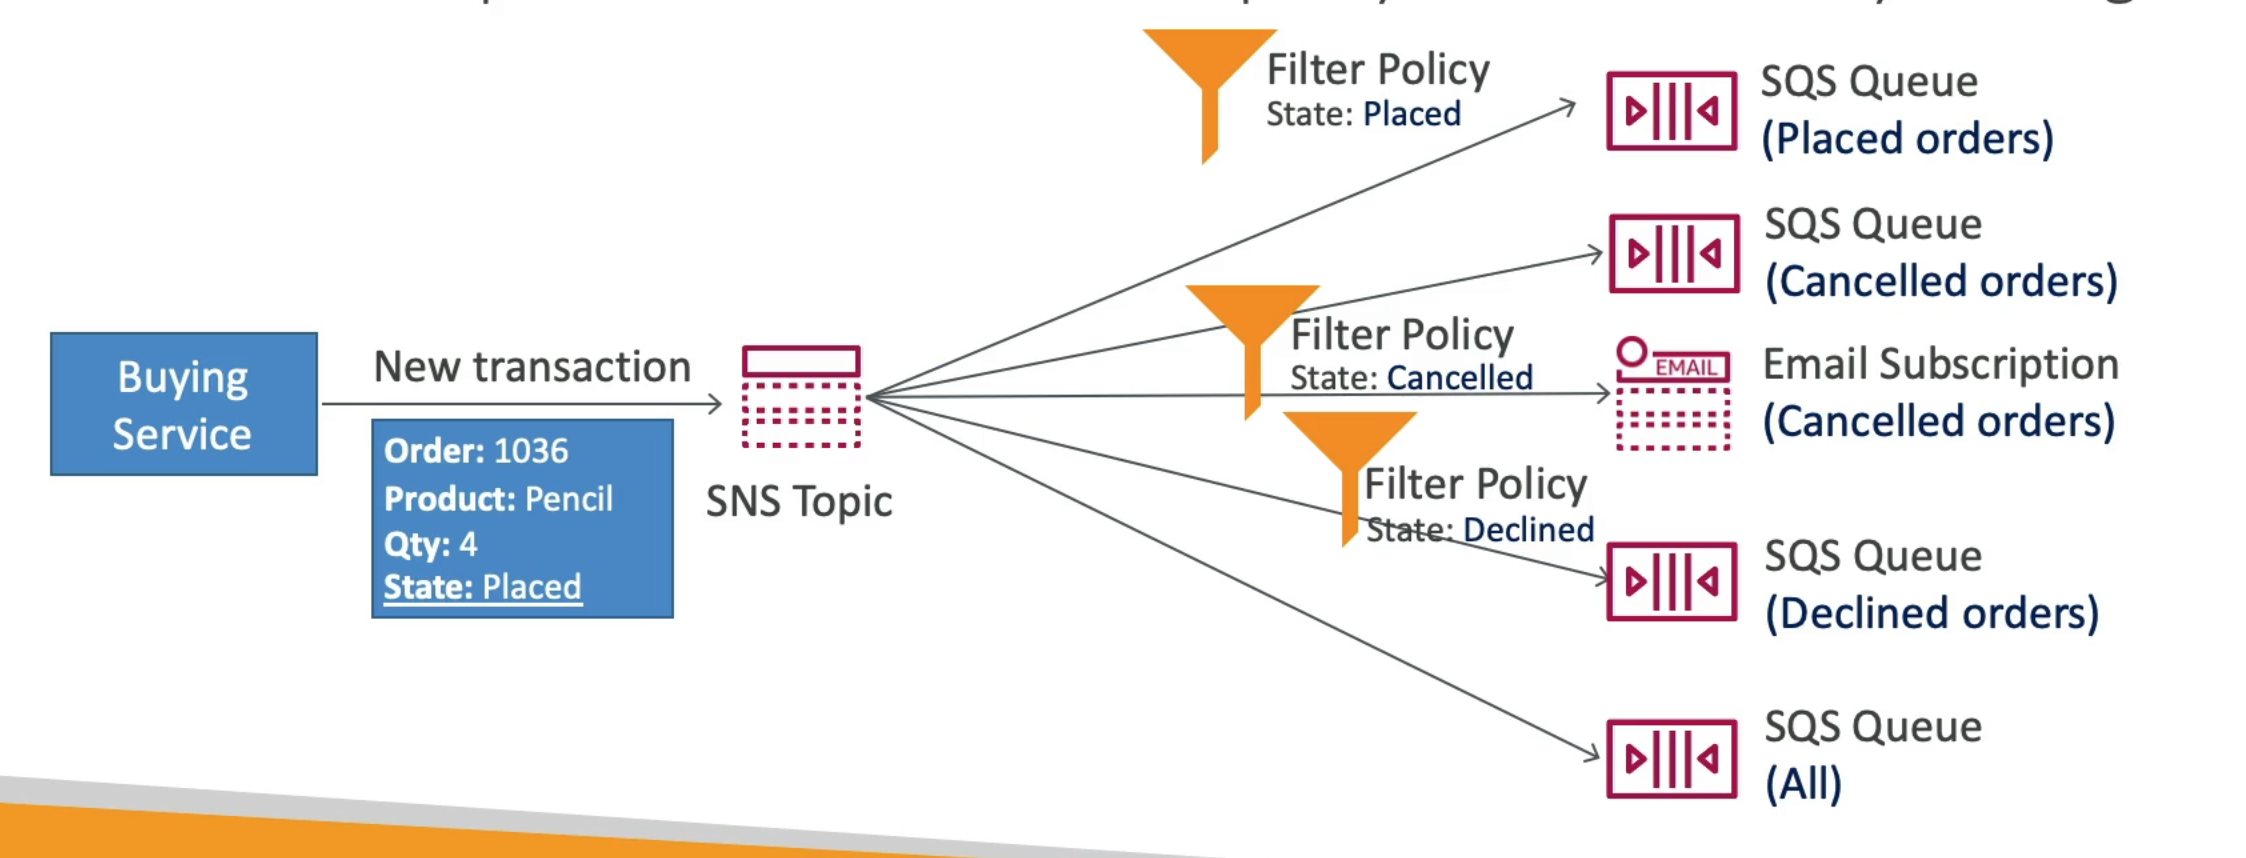 Filter Policy
State: Placed
SQS Queue
(Placed orders)
SQS Queue
(Cancelled orders)
Filter Policy
State: Cancelled
EMAIL
Email Subscription
(Cancelled orders)
Buying
Service
New transaction
Order: 1036
Product: Pencil
Qty: 4
State: Placed
SNS Topic
Filter Policy
State: Declined
SQS Queue
(Declined orders)
SQS Queue
(All)